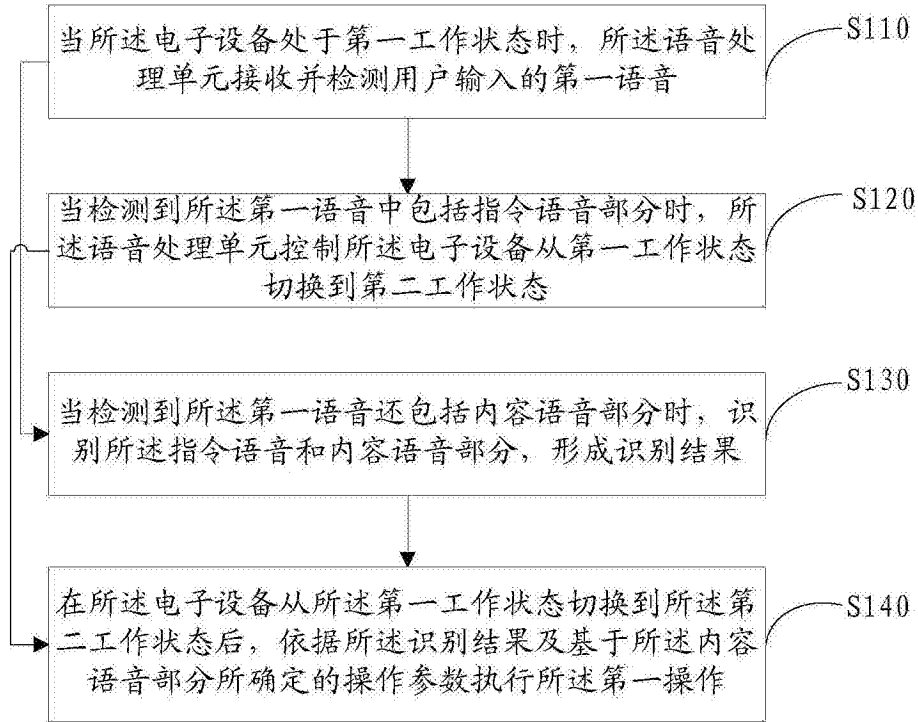 当所述电子设备处于第一工作状态时，所述语音处
理单元接收并检测用户输入的第一语音
S110
当检测到所述第一语音中包括指令语音部分时，所
述语音处理单元控制所述电子设备从第一工作状态
切换到第二工作状态
S120
当检测到所述第一语音还包括内容语音部分时，识
别所述指令语音和内容语音部分，形成识别结果
S130
在所述电子设备从所述第一工作状态切换到所述第
二工作状态后，依据所述识别结果及基于所述内容
语音部分所确定的操作参数执行所述第一操作
S140